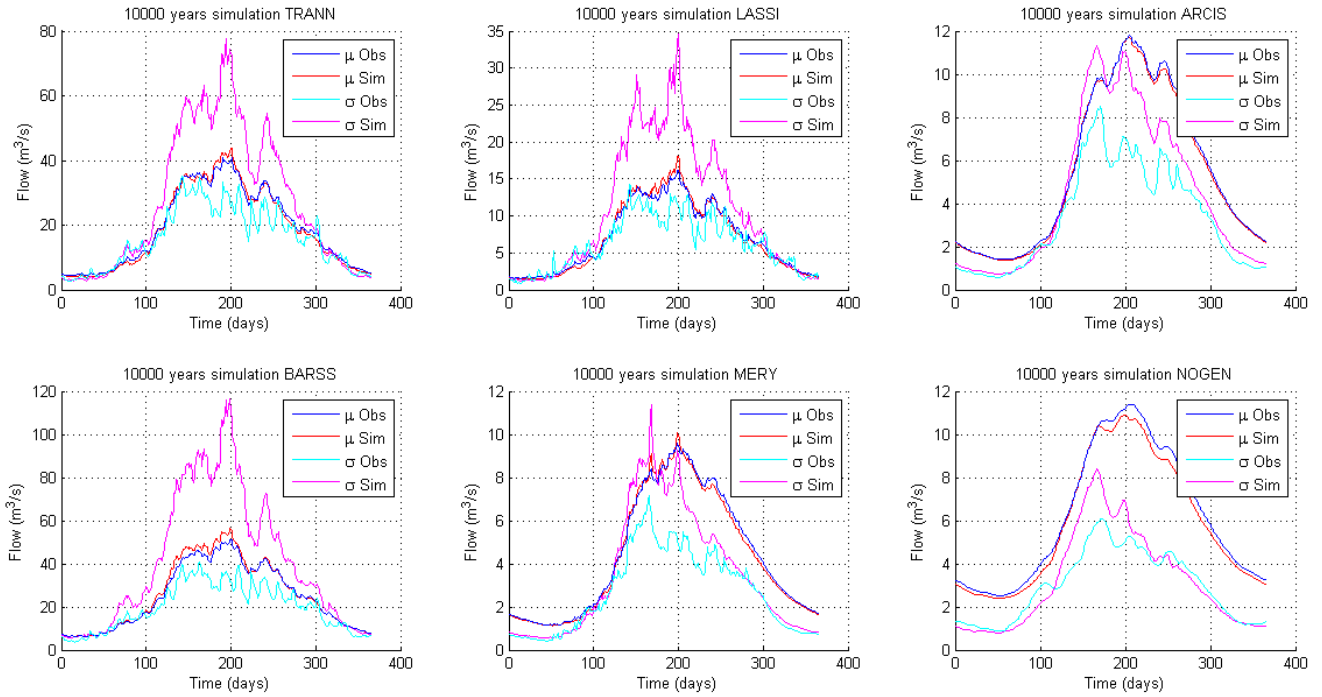 10000 years simulation TRANN
80
60
40
20
0
0 100 200 300 400
Flow (m³/s)
Time (days)
μ Obs
μ Sim
σ Obs
σ Sim
10000 years simulation LASSI
35
30
25
20
15
10
5
0
0 100 200 300 400
Flow (m³/s)
Time (days)
μ Obs
μ Sim
σ Obs
σ Sim
10000 years simulation ARCIS
12
10
8
6
4
2
0
0 100 200 300 400
Flow (m³/s)
Time (days)
μ Obs
μ Sim
σ Obs
σ Sim
10000 years simulation BARSS
120
100
80
60
40
20
0
0 100 200 300 400
Flow (m³/s)
Time (days)
μ Obs
μ Sim
σ Obs
σ Sim
10000 years simulation MERY
12
10
8
6
4
2
0
0 100 200 300 400
Flow (m³/s)
Time (days)
μ Obs
μ Sim
σ Obs
σ Sim
10000 years simulation NOGEN
12
10
8
6
4
2
0
0 100 200 300 400
Flow (m³/s)
Time (days)
μ Obs
μ Sim
σ Obs
σ Sim